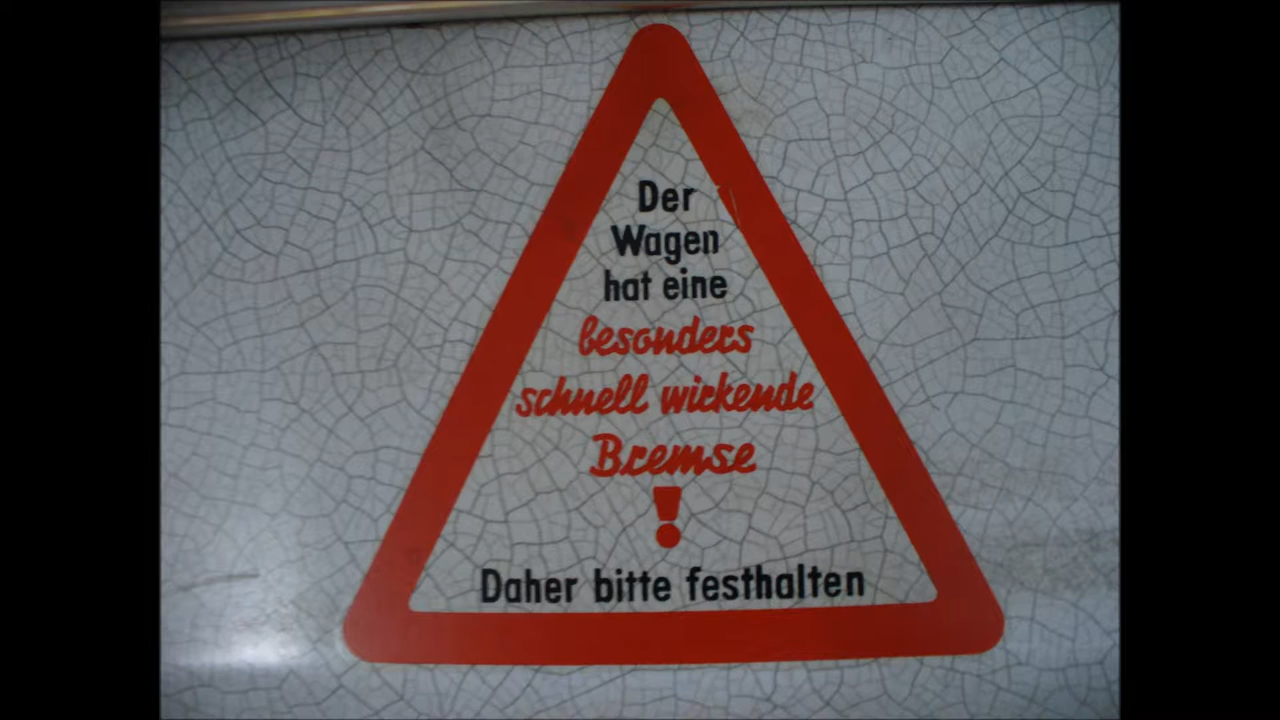 Der
Wagen
hat eine
besonders
schnell wirkende
Bremse
!
Daher bitte festhalten